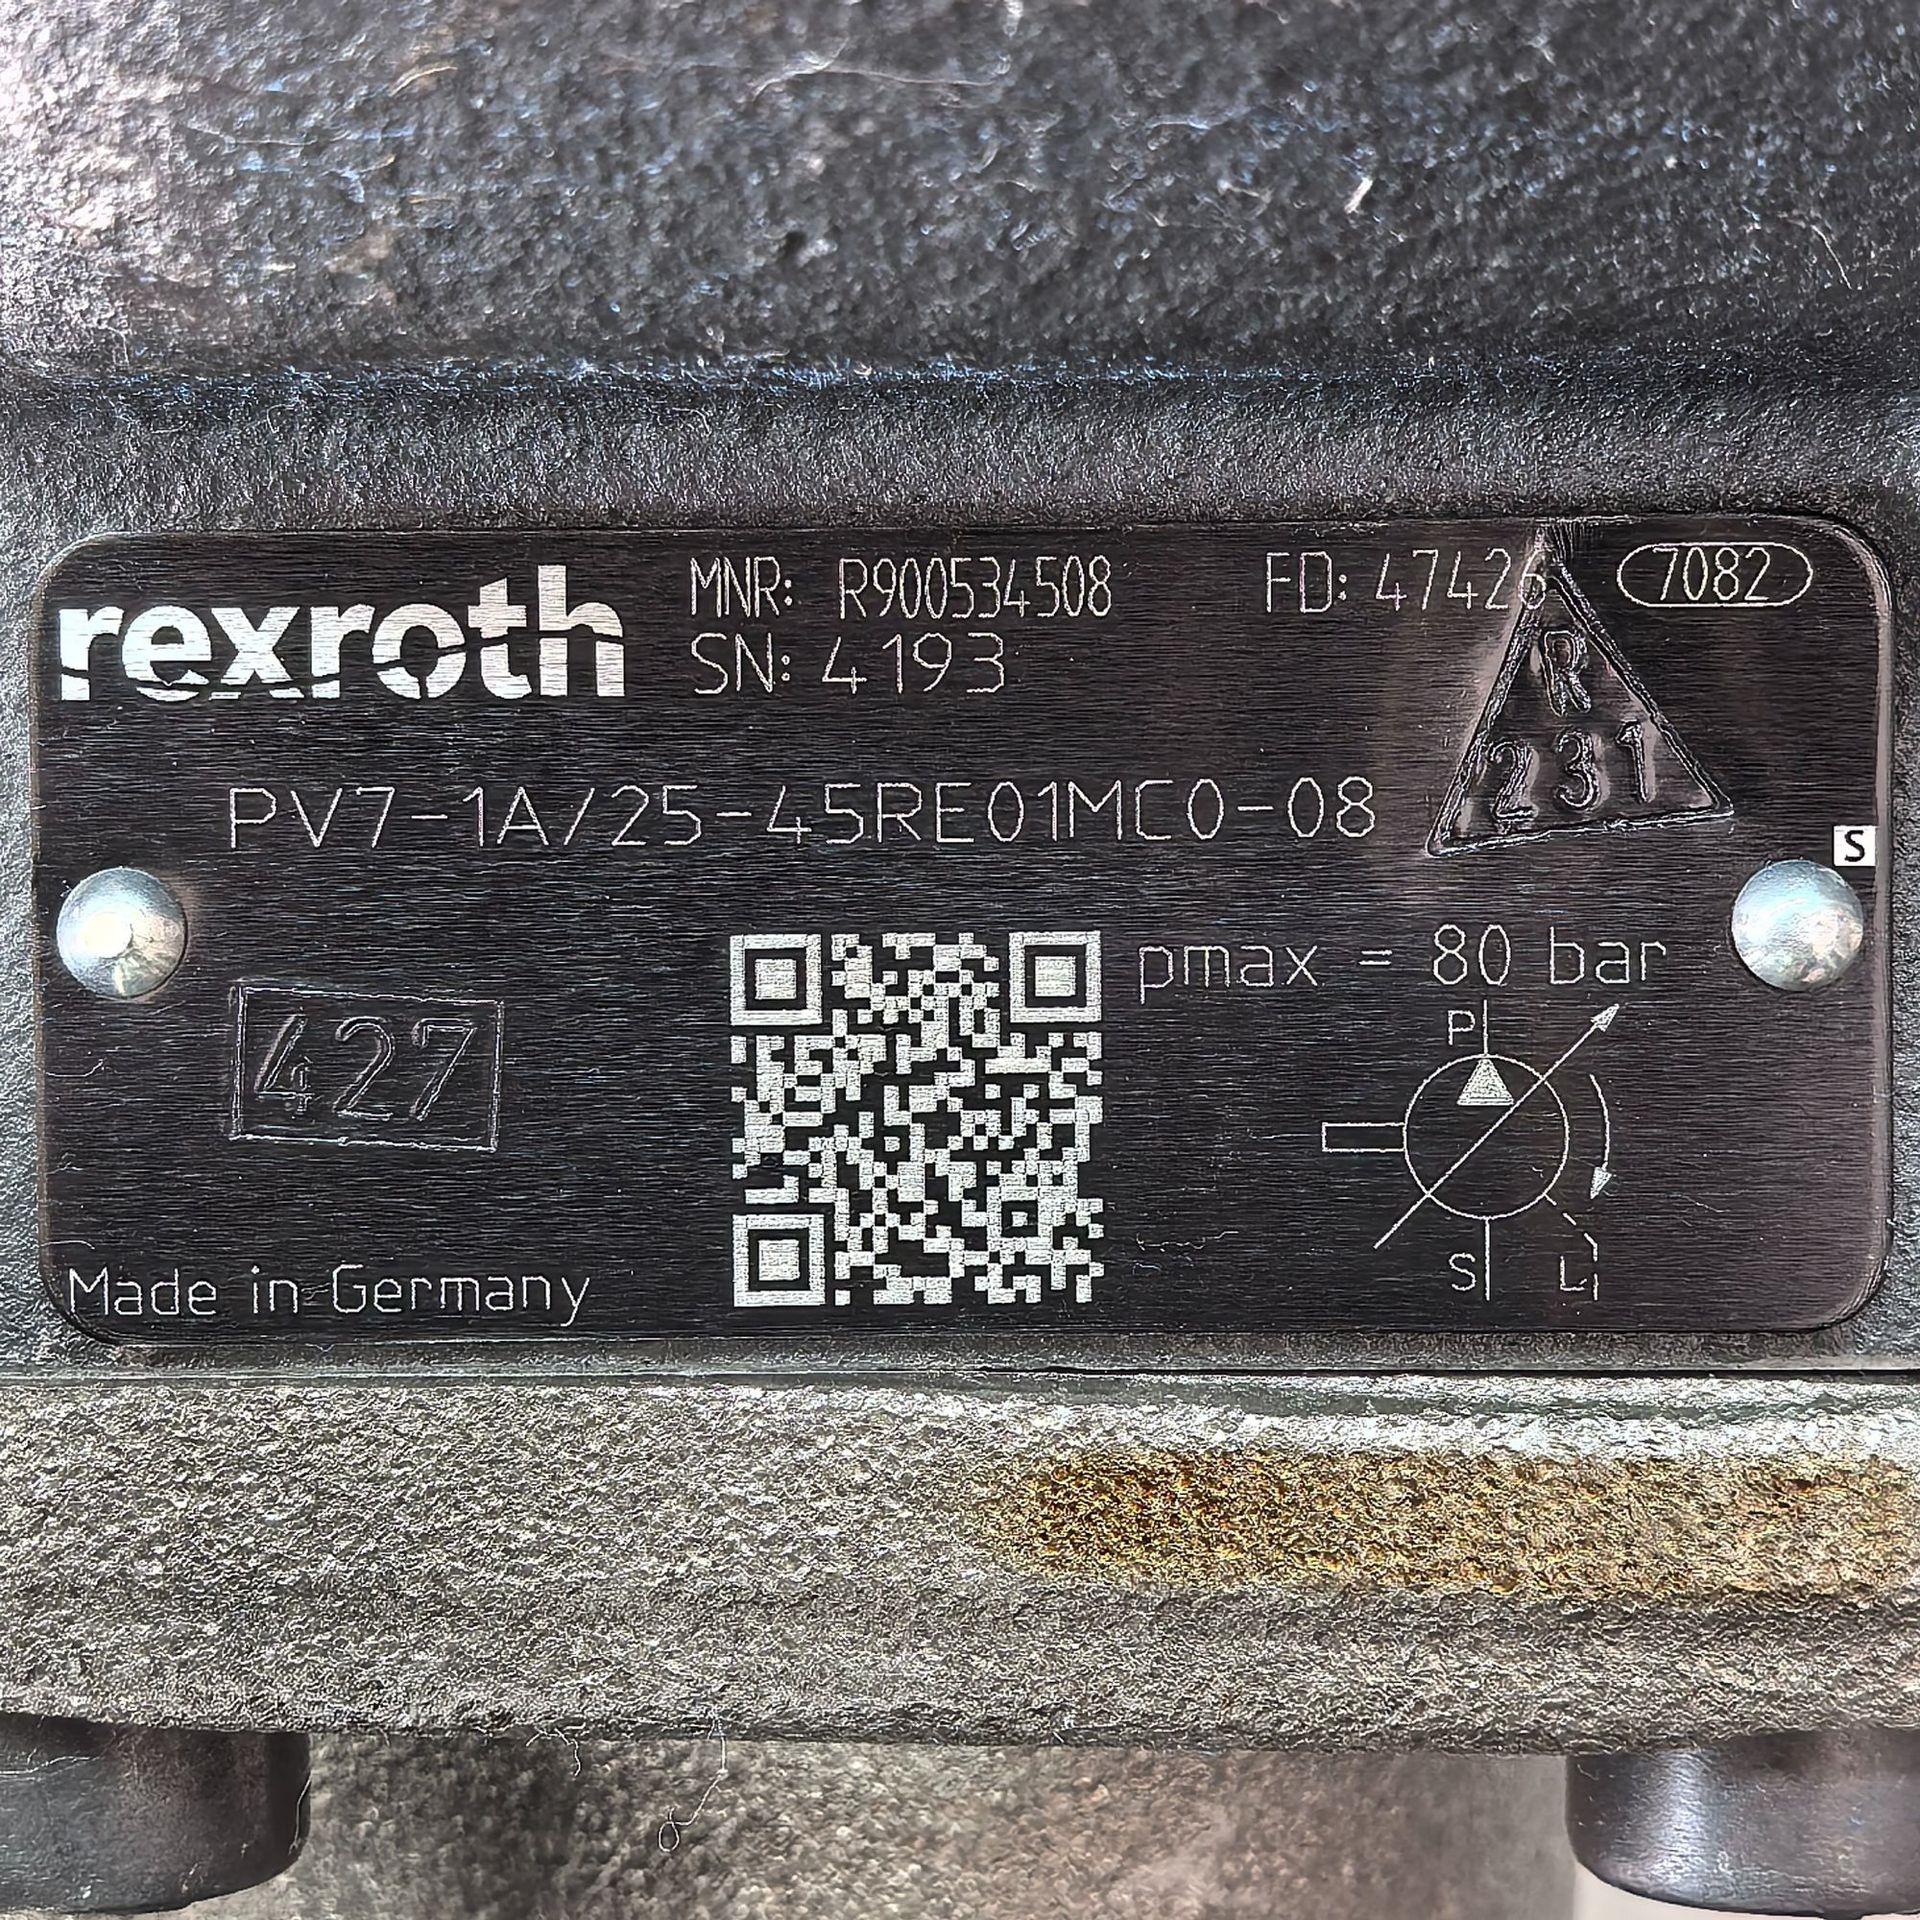 rexroth
MNR: R900534508
FD: 47426
7082
SN: 4193
R
231
PV7-1A/25-45RE01MC0-08
S
pmax = 80 bar
427
P
S
L
Made in Germany